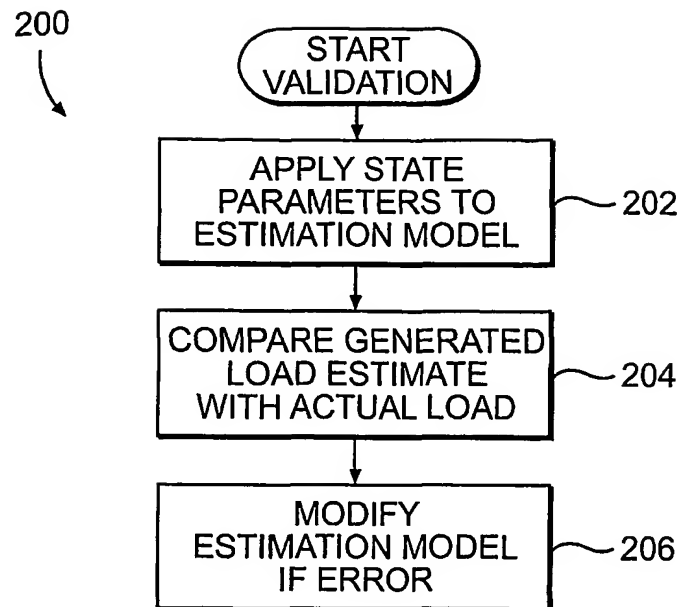 200
START
VALIDATION
APPLY STATE
PARAMETERS TO
ESTIMATION MODEL
202
COMPARE GENERATED
LOAD ESTIMATE
WITH ACTUAL LOAD
204
MODIFY
ESTIMATION MODEL
IF ERROR
206